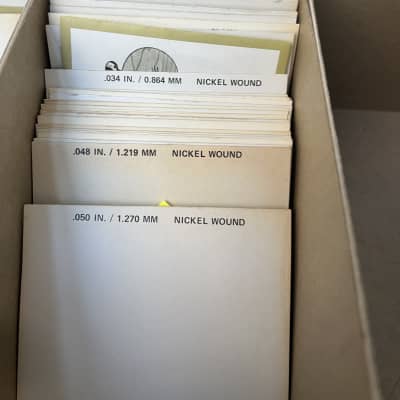 .034 IN. / 0.864 MM NICKEL WOUND
.048 IN. / 1.219 MM NICKEL WOUND
.050 IN. / 1.270 MM NICKEL WOUND